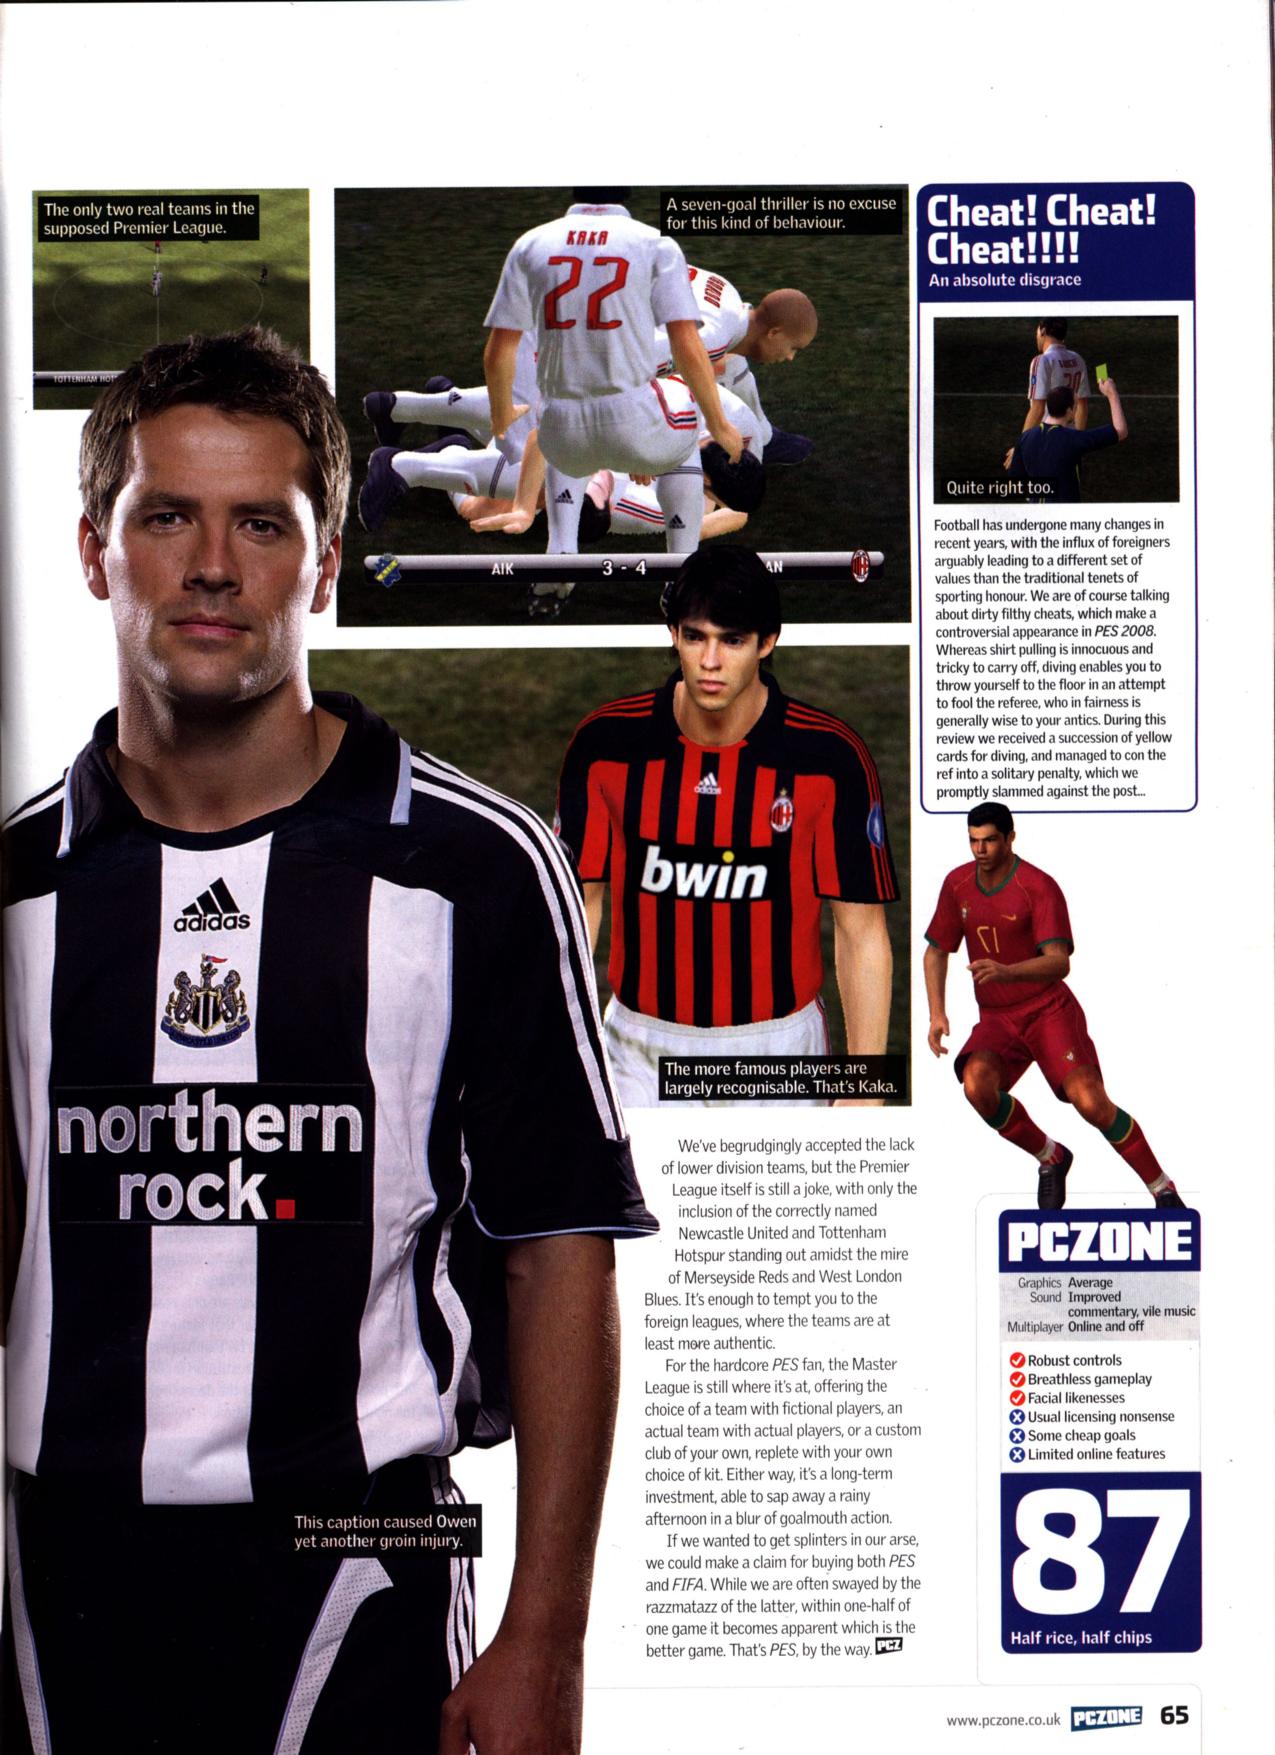 The only two real teams in the
supposed Premier League.
TOTTENHAM HOT
A seven-goal thriller is no excuse
for this kind of behaviour.
KAKA
22
AIK 3 - 4 AN
Cheat! Cheat!
Cheat!!!!
An absolute disgrace
Quite right too.
Football has undergone many changes in
recent years, with the influx of foreigners
arguably leading to a different set of
values than the traditional tenets of
sporting honour. We are of course talking
about dirty filthy cheats, which make a
controversial appearance in PES 2008.
Whereas shirt pulling is innocuous and
tricky to carry off, diving enables you to
throw yourself to the floor in an attempt
to fool the referee, who in fairness is
generally wise to your antics. During this
review we received a succession of yellow
cards for diving, and managed to con the
ref into a solitary penalty, which we
promptly slammed against the post...
adidas
bwin
The more famous players are
largely recognisable. That's Kaka.
adidas
northern
rock.
This caption caused Owen
yet another groin injury.
We've begrudgingly accepted the lack
of lower division teams, but the Premier
League itself is still a joke, with only the
inclusion of the correctly named
Newcastle United and Tottenham
Hotspur standing out amidst the mire
of Merseyside Reds and West London
Blues. It's enough to tempt you to the
foreign leagues, where the teams are at
least more authentic.
For the hardcore PES fan, the Master
League is still where it's at, offering the
choice of a team with fictional players, an
actual team with actual players, or a custom
club of your own, replete with your own
choice of kit. Either way, it's a long-term
investment, able to sap away a rainy
afternoon in a blur of goalmouth action.
If we wanted to get splinters in our arse,
we could make a claim for buying both PES
and FIFA. While we are often swayed by the
razzmatazz of the latter, within one-half of
one game it becomes apparent which is the
better game. That's PES, by the way. PCZ
PCZONE
Graphics Average
Sound Improved
commentary, vile music
Multiplayer Online and off
Robust controls
Breathless gameplay
Facial likenesses
Usual licensing nonsense
Some cheap goals
Limited online features
87
Half rice, half chips
www.pczone.co.uk PCZONE 65